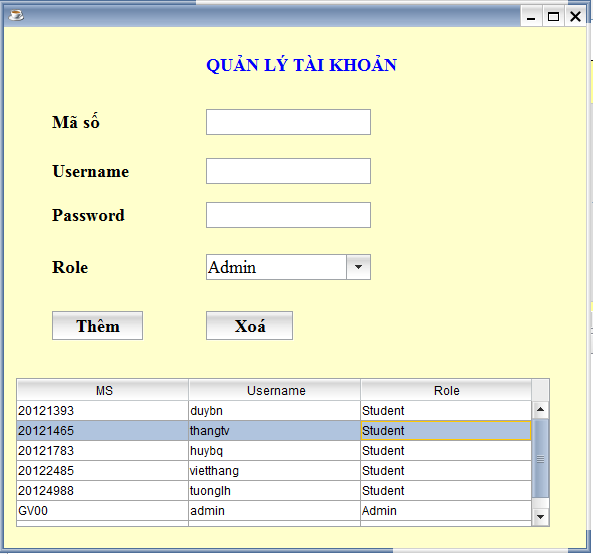 QUẢN LÝ TÀI KHOẢN
Mã số
Username
Password
Role Admin
Thêm Xoá
MS Username Role
20121393 duybn Student
20121465 thangtv Student
20121783 huybq Student
20122485 vietthang Student
20124988 tuonglh Student
GV00 admin Admin